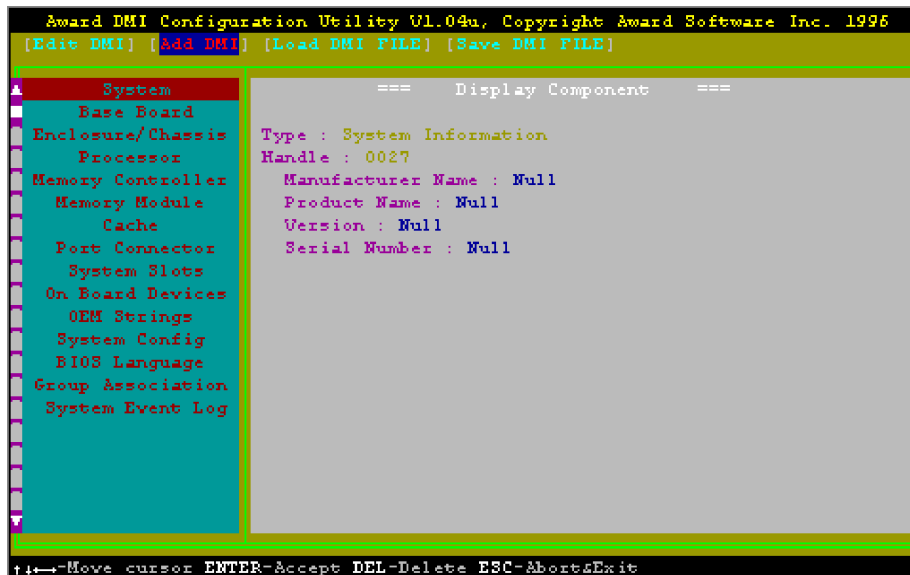 Award DMI Configuration Utility V1.04u, Copyright Award Software Inc. 1996
[Edit DMI] [Add DMI] [Load DMI FILE] [Save DMI FILE]
System
Base Board
Enclosure/Chassis
Processor
Memory Controller
Memory Module
Cache
Port Connector
System Slots
On Board Devices
OEM Strings
System Config
BIOS Language
Group Association
System Event Log
=== Display Component ===
Type : System Information
Handle : 0027
Manufacturer Name : Null
Product Name : Null
Version : Null
Serial Number : Null
↑↓←→-Move cursor ENTER-Accept DEL-Delete ESC-Abort&Exit